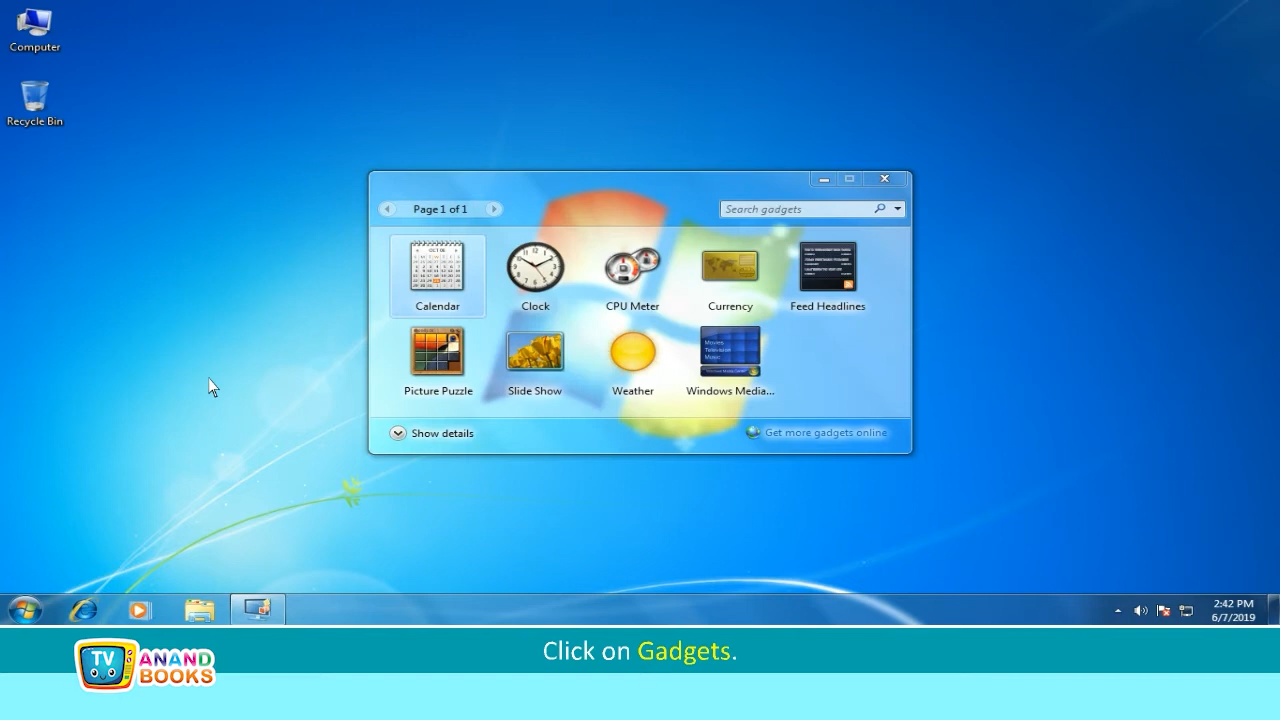 Computer
Recycle Bin
Page 1 of 1
Search gadgets
Calendar
Clock
CPU Meter
Currency
Feed Headlines
Picture Puzzle
Slide Show
Weather
Windows Media...
Show details
Get more gadgets online
2:42 PM
6/7/2019
Click on Gadgets.
TV
ANAND
BOOKS